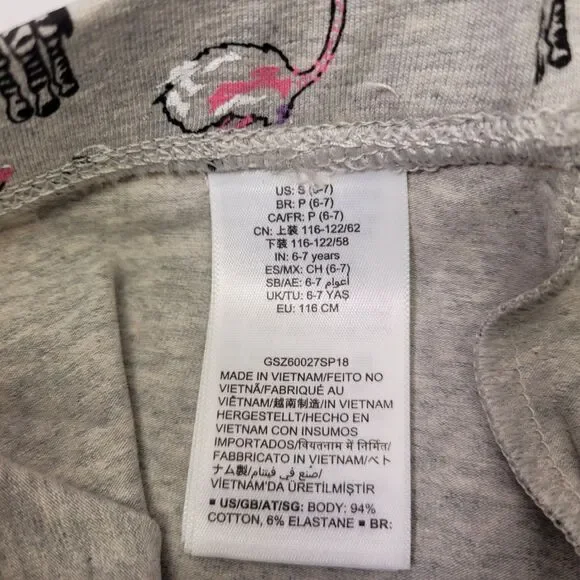 US: S (6-7)
BR: P (6-7)
CA/FR: P (6-7)
CN: 上装 116-122/62
下装 116-122/58
IN: 6-7 years
ES/MX: CH (6-7)
SB/AE: 6-7 أعوام
UK/TU: 6-7 YAŞ
EU: 116 CM
GSZ60027SP18
MADE IN VIETNAM/FEITO NO
VIETNÃ/FABRIQUÉ AU
VIÊTNAM/越南制造/IN VIETNAM
HERGESTELLT/HECHO EN
VIETNAM CON INSUMOS
IMPORTADOS/वियतनाम में निर्मित/
FABBRICATO IN VIETNAM/ベト
ナム製/صُنع في فيتنام/
VİETNAM'DA ÜRETİLMİŞTİR
▪ US/GB/AT/SG: BODY: 94%
COTTON, 6% ELASTANE ▪ BR: